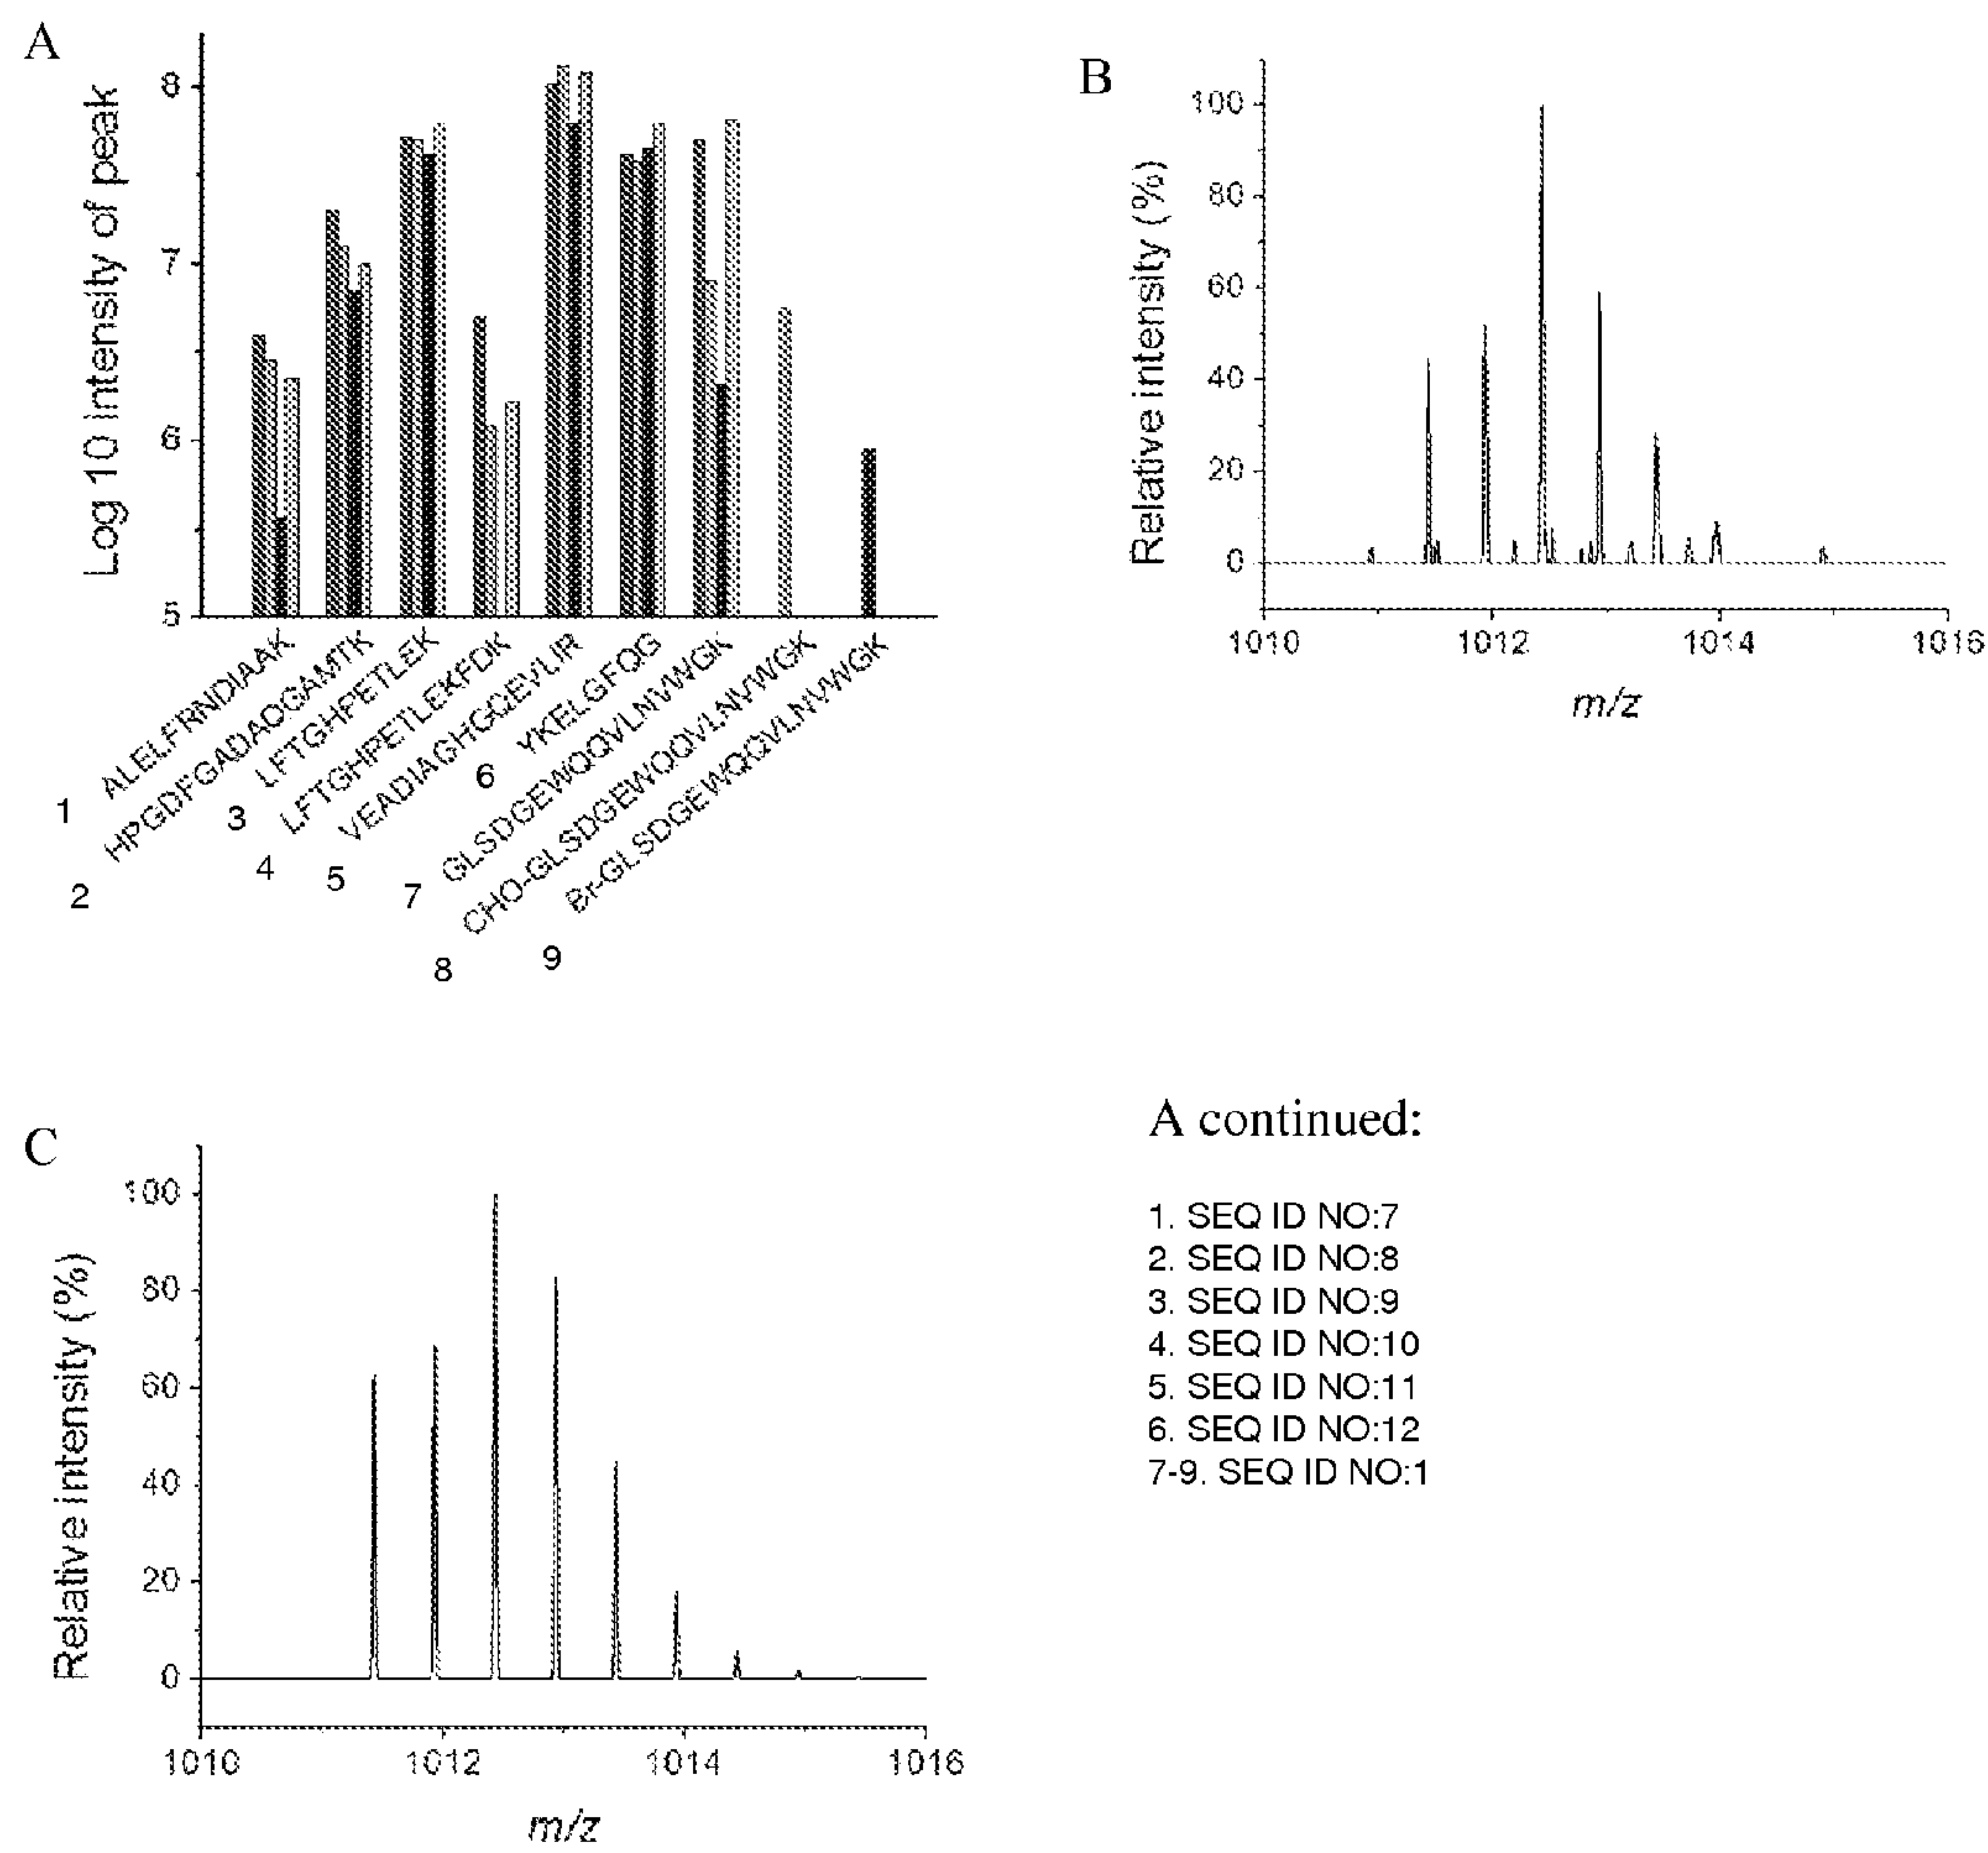 A
Log 10 Intensity of peak
8
7
6
5
ALELFRNDIAAK
HPGDFGADAQGAMTK
LFTGHPETLEK
LFTGHPETLEKFDK
VEADIAGHGQEVLIR
YKELGFQG
GLSDGEWQQVLNVWGK
CHO-GLSDGEWQQVLNVWGK
Br-GLSDGEWQQVLNVWGK
1
2
3
4
5
6
7
8
9
B
Relative intensity (%)
100
80
60
40
20
0
1010 1012 1014 1016
m/z
C
Relative intensity (%)
100
80
60
40
20
0
1010 1012 1014 1016
m/z
A continued:
1. SEQ ID NO:7
2. SEQ ID NO:8
3. SEQ ID NO:9
4. SEQ ID NO:10
5. SEQ ID NO:11
6. SEQ ID NO:12
7-9. SEQ ID NO:1